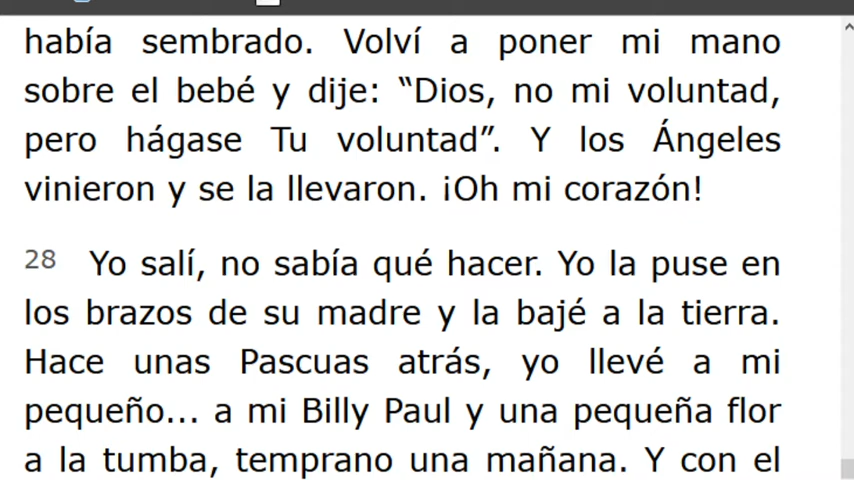 había sembrado. Volví a poner mi mano
sobre el bebé y dije: “Dios, no mi voluntad,
pero hágase Tu voluntad”. Y los Ángeles
vinieron y se la llevaron. ¡Oh mi corazón!
28 Yo salí, no sabía qué hacer. Yo la puse en
los brazos de su madre y la bajé a la tierra.
Hace unas Pascuas atrás, yo llevé a mi
pequeño... a mi Billy Paul y una pequeña flor
a la tumba, temprano una mañana. Y con el